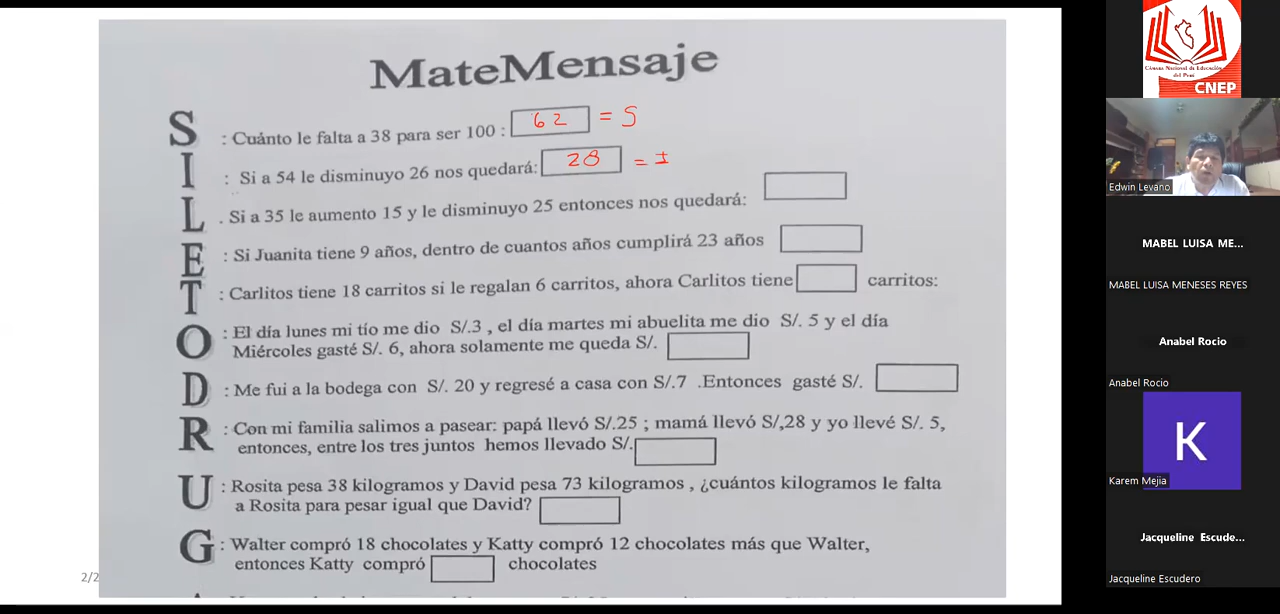 MateMensaje
S : Cuánto le falta a 38 para ser 100 : 62 = S
I : Si a 54 le disminuyo 26 nos quedará: 28 = I
L . Si a 35 le aumento 15 y le disminuyo 25 entonces nos quedará:
E : Si Juanita tiene 9 años, dentro de cuantos años cumplirá 23 años
T : Carlitos tiene 18 carritos si le regalan 6 carritos, ahora Carlitos tiene carritos:
O : El día lunes mi tío me dio S/.3 , el día martes mi abuelita me dio S/. 5 y el día
Miércoles gasté S/. 6, ahora solamente me queda S/.
D : Me fui a la bodega con S/. 20 y regresé a casa con S/.7 .Entonces gasté S/.
R : Con mi familia salimos a pasear: papá llevó S/.25 ; mamá llevó S/,28 y yo llevé S/. 5,
entonces, entre los tres juntos hemos llevado S/.
U : Rosita pesa 38 kilogramos y David pesa 73 kilogramos , ¿cuántos kilogramos le falta
a Rosita para pesar igual que David?
G : Walter compró 18 chocolates y Katty compró 12 chocolates más que Walter,
entonces Katty compró chocolates
2/2
Cámara Nacional de Educación
del Perú
CNEP
Edwin Levano
MABEL LUISA ME...
MABEL LUISA MENESES REYES
Anabel Rocio
Anabel Rocio
K
Karem Mejia
Jacqueline Escude...
Jacqueline Escudero